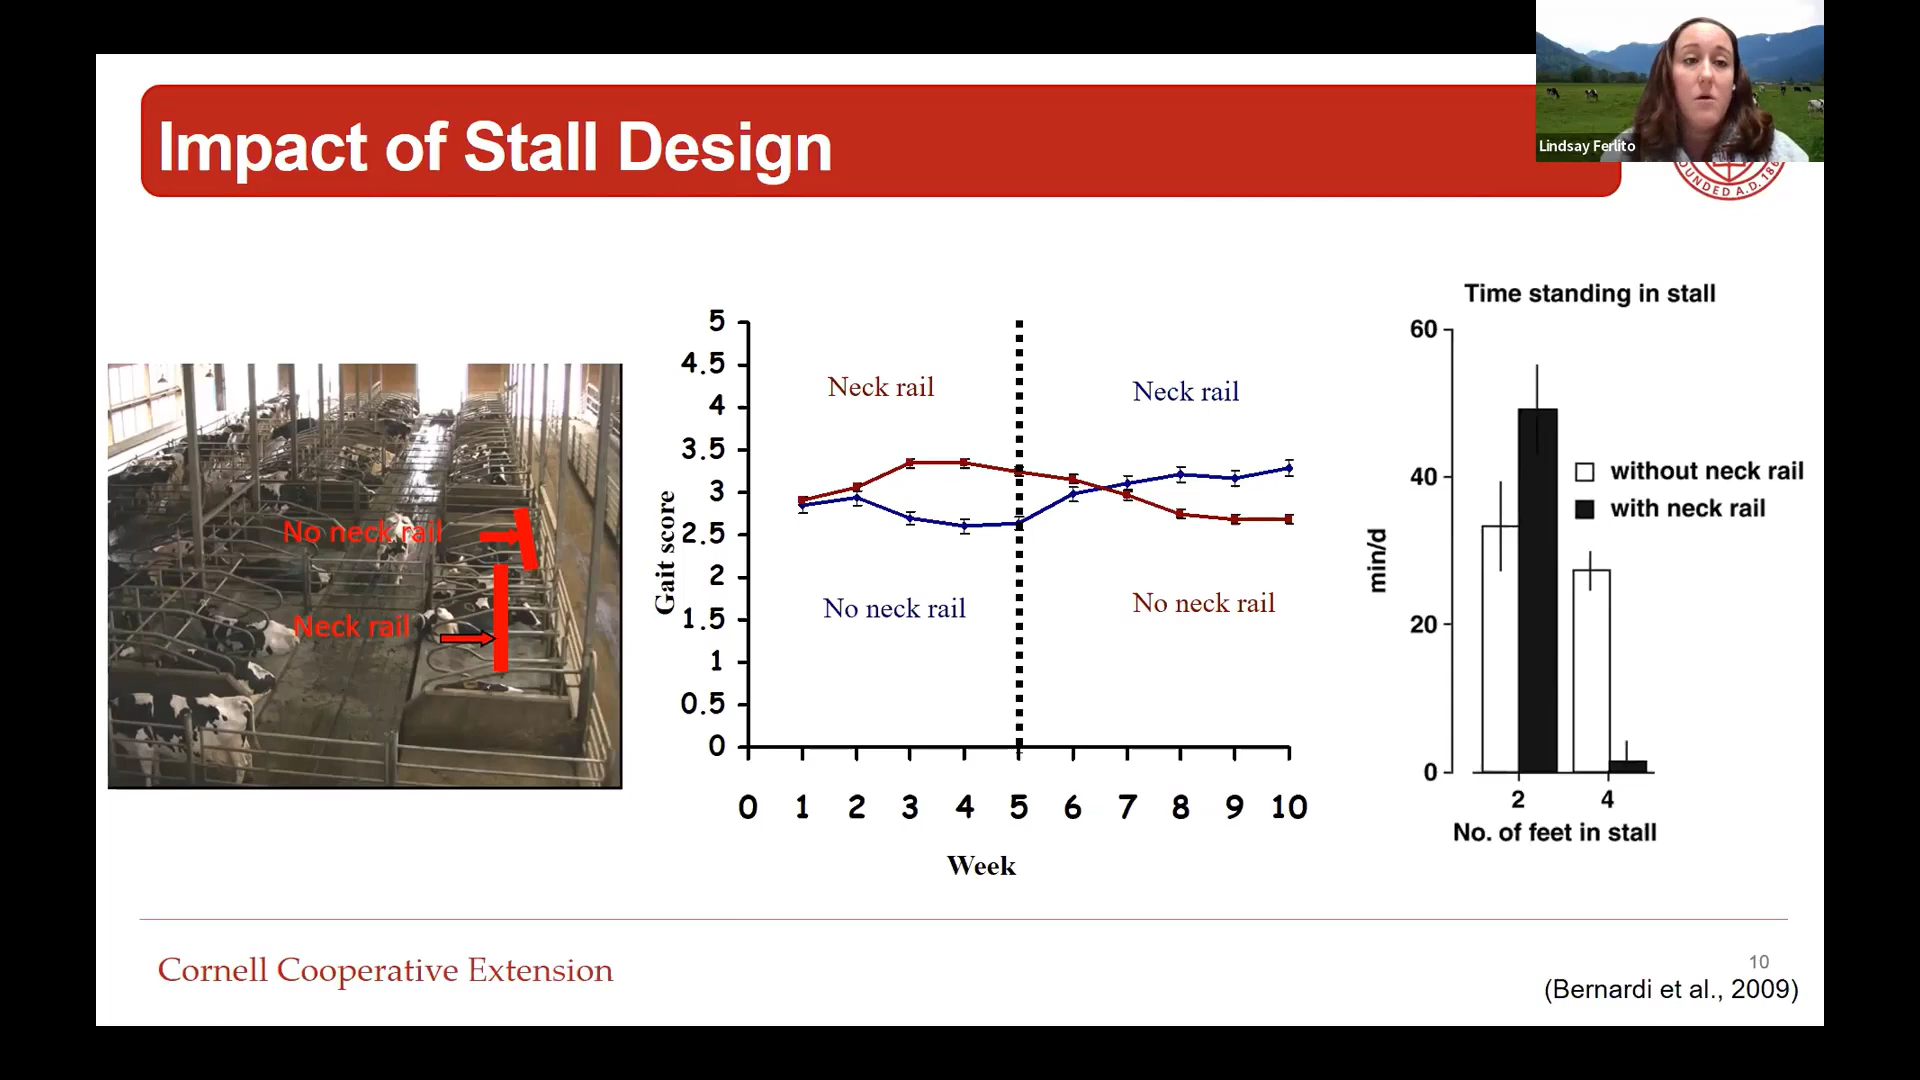 Impact of Stall Design
Lindsay Ferlito
OUNDED A.D. 186
No neck rail
Neck rail
5
4.5
4
3.5
3
2.5
2
1.5
1
0.5
0
Gait score
Neck rail
Neck rail
No neck rail
No neck rail
0 1 2 3 4 5 6 7 8 9 10
Week
Time standing in stall
60
40
20
0
min/d
without neck rail
with neck rail
2 4
No. of feet in stall
Cornell Cooperative Extension
10
(Bernardi et al., 2009)